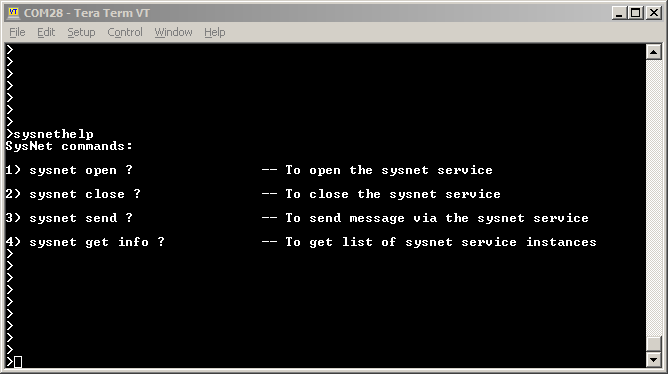 COM28 - Tera Term VT
File Edit Setup Control Window Help
>
>
>
>
>
>
>
>sysnethelp
SysNet commands:
1) sysnet open ? -- To open the sysnet service
2) sysnet close ? -- To close the sysnet service
3) sysnet send ? -- To send message via the sysnet service
4) sysnet get info ? -- To get list of sysnet service instances
>
>
>
>
>
>
>
>
>
>